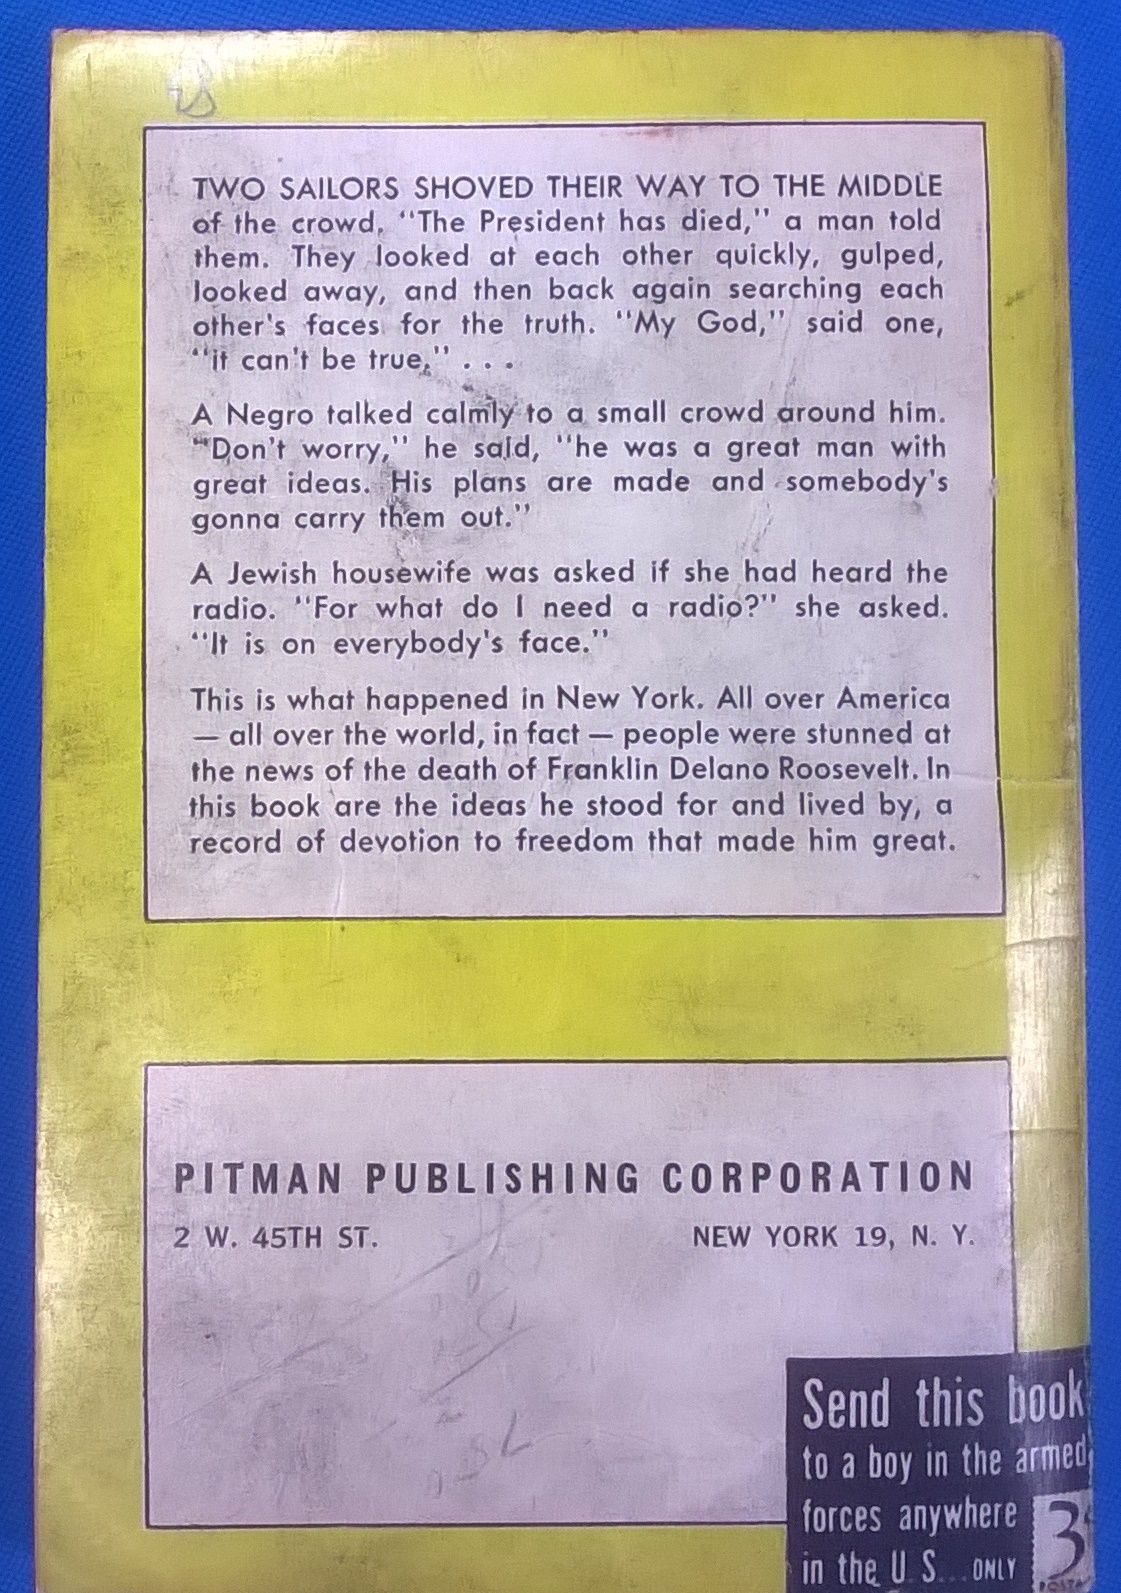 TWO SAILORS SHOVED THEIR WAY TO THE MIDDLE
of the crowd. "The President has died," a man told
them. They looked at each other quickly, gulped,
looked away, and then back again searching each
other's faces for the truth. "My God," said one,
"it can't be true." . . .
A Negro talked calmly to a small crowd around him.
"Don't worry," he said, "he was a great man with
great ideas. His plans are made and somebody's
gonna carry them out."
A Jewish housewife was asked if she had heard the
radio. "For what do I need a radio?" she asked.
"It is on everybody's face."
This is what happened in New York. All over America
— all over the world, in fact — people were stunned at
the news of the death of Franklin Delano Roosevelt. In
this book are the ideas he stood for and lived by, a
record of devotion to freedom that made him great.
PITMAN PUBLISHING CORPORATION
2 W. 45TH ST. NEW YORK 19, N. Y.
Send this book
to a boy in the armed
forces anywhere
in the U. S... ONLY 3¢